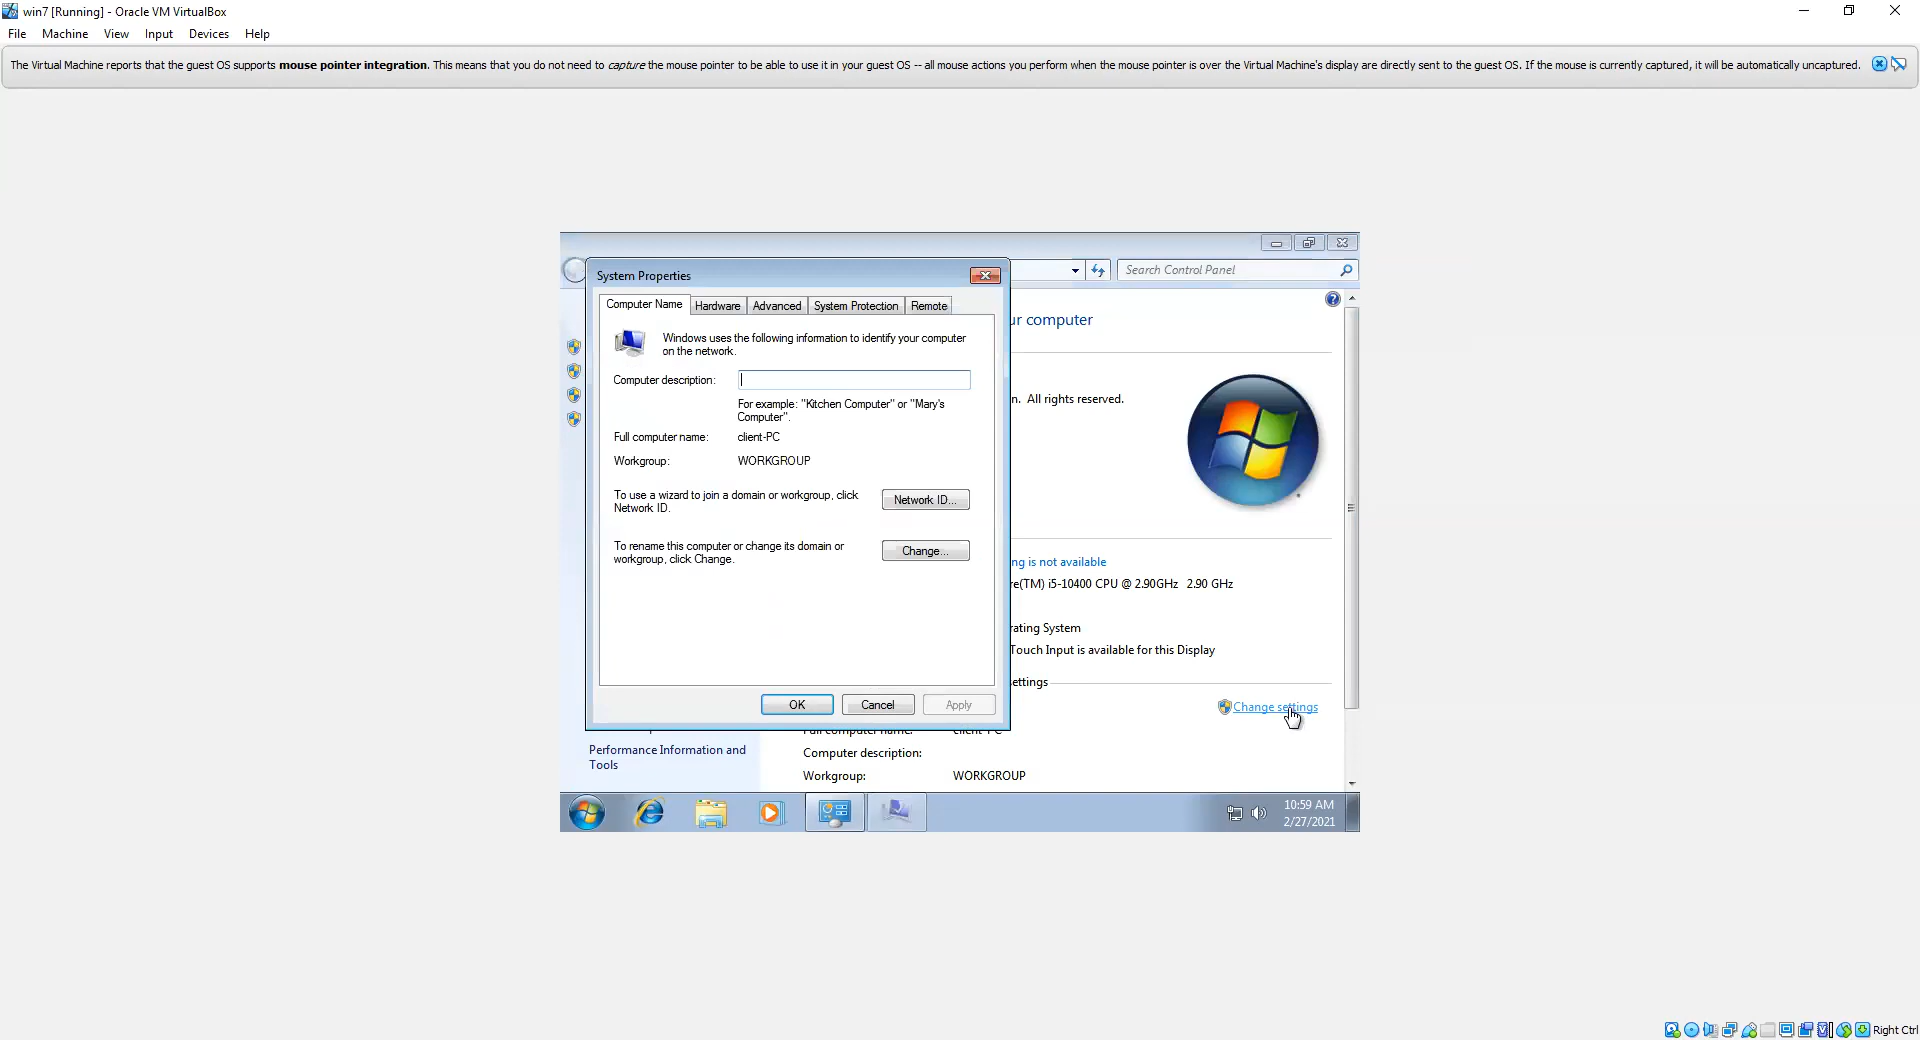 win7 [Running] - Oracle VM VirtualBox
File Machine View Input Devices Help
The Virtual Machine reports that the guest OS supports mouse pointer integration. This means that you do not need to capture the mouse pointer to be able to use it in your guest OS -- all mouse actions you perform when the mouse pointer is over the Virtual Machine's display are directly sent to the guest OS. If the mouse is currently captured, it will be automatically uncaptured.
Search Control Panel
System Properties
Computer Name Hardware Advanced System Protection Remote
Windows uses the following information to identify your computer
on the network.
Computer description:
For example: "Kitchen Computer" or "Mary's
Computer".
Full computer name: client-PC
Workgroup: WORKGROUP
To use a wizard to join a domain or workgroup, click
Network ID.
Network ID...
To rename this computer or change its domain or
workgroup, click Change.
Change...
OK Cancel Apply
ur computer
n. All rights reserved.
ng is not available
re(TM) i5-10400 CPU @ 2.90GHz 2.90 GHz
rating System
Touch Input is available for this Display
ettings
Change settings
Performance Information and
Tools
Computer description:
Workgroup: WORKGROUP
10:59 AM
2/27/2021
Right Ctrl